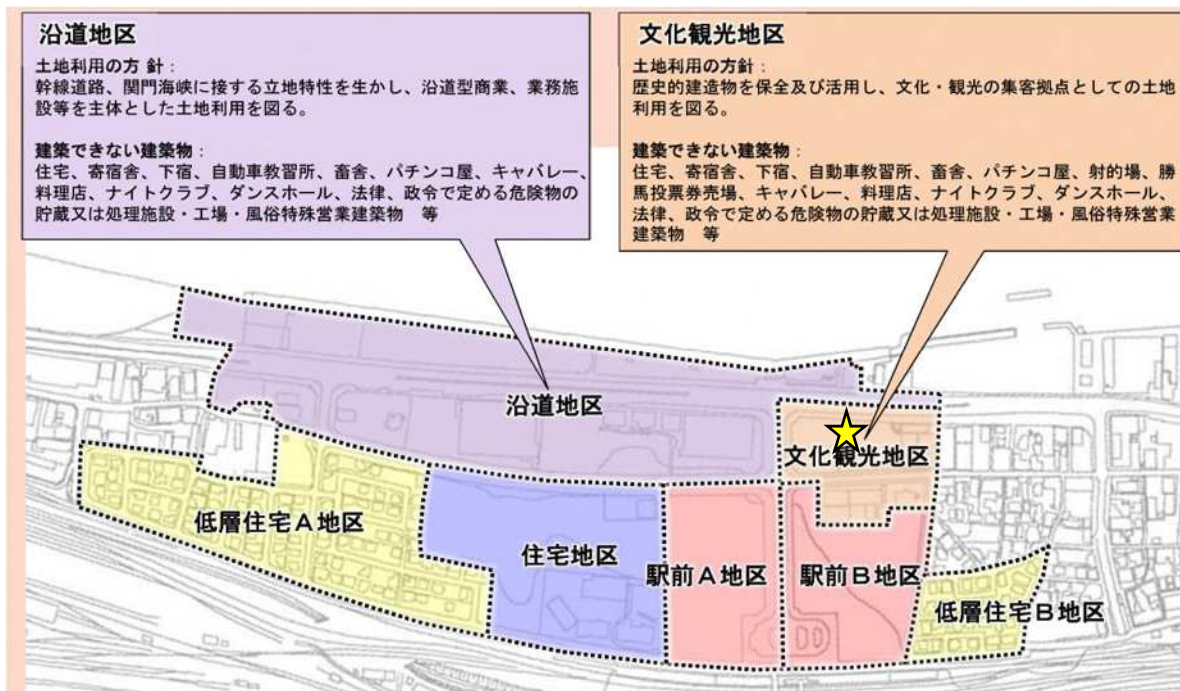 沿道地区
土地利用の方 針：
幹線道路、関門海峡に接する立地特性を生かし、沿道型商業、業務施
設等を主体とした土地利用を図る。
建築できない建築物：
住宅、寄宿舎、下宿、自動車教習所、畜舎、パチンコ屋、キャバレー、
料理店、ナイトクラブ、ダンスホール、法律、政令で定める危険物の
貯蔵又は処理施設・工場・風俗特殊営業建築物　等
文化観光地区
土地利用の方針：
歴史的建造物を保全及び活用し、文化・観光の集客拠点としての土地
利用を図る。
建築できない建築物：
住宅、寄宿舎、下宿、自動車教習所、畜舎、パチンコ屋、射的場、勝
馬投票券売場、キャバレー、料理店、ナイトクラブ、ダンスホール、
法律、政令で定める危険物の貯蔵又は処理施設・工場・風俗特殊営業
建築物　等
沿道地区
文化観光地区
低層住宅Ａ地区
住宅地区
駅前Ａ地区
駅前Ｂ地区
低層住宅Ｂ地区